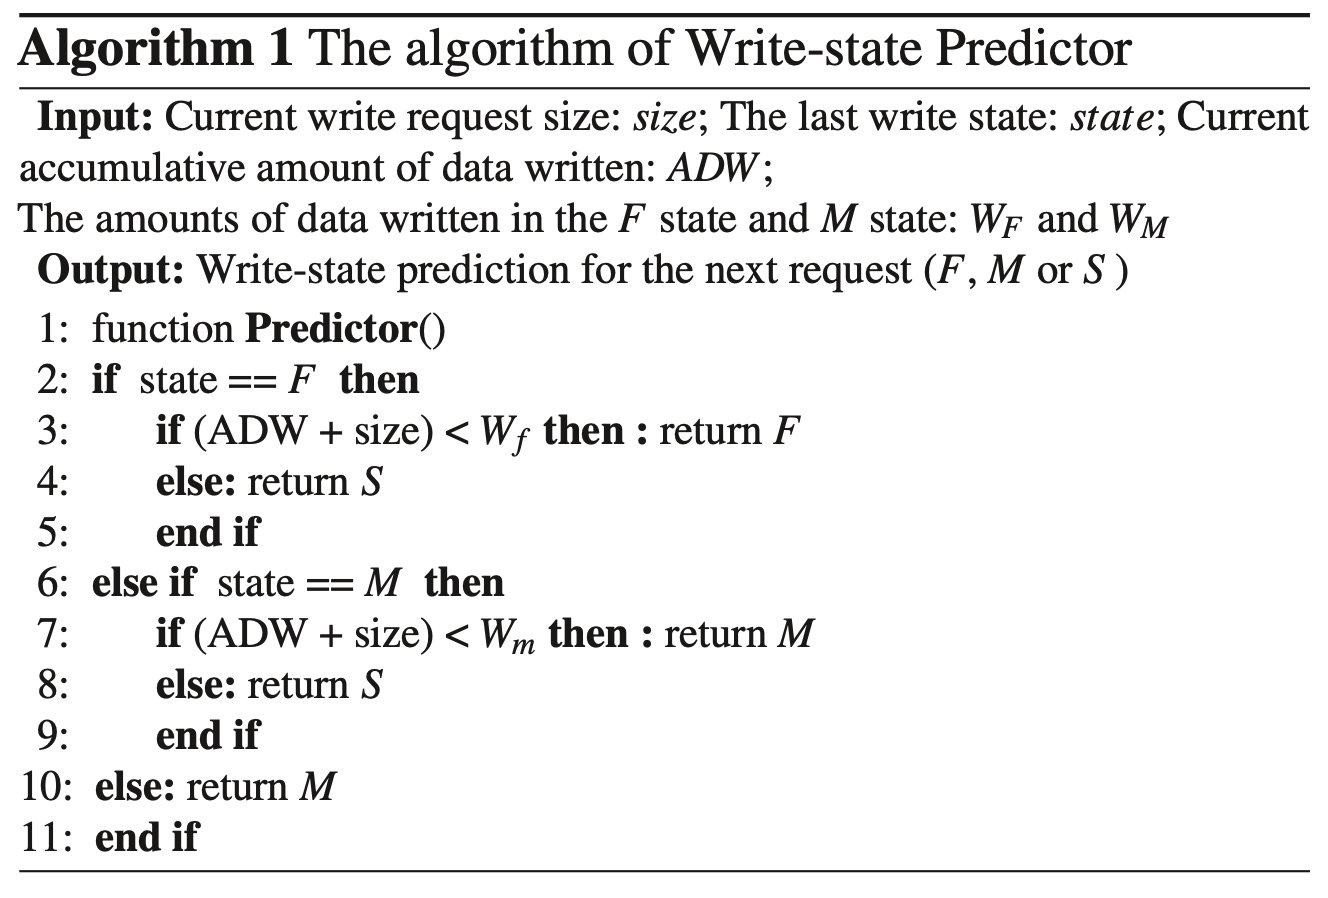 Algorithm 1 The algorithm of Write-state Predictor
Input: Current write request size: size; The last write state: state; Current
accumulative amount of data written: ADW;
The amounts of data written in the F state and M state: W_F and W_M
Output: Write-state prediction for the next request (F, M or S )
1: function Predictor()
2: if state == F then
3: if (ADW + size) < W_f then : return F
4: else: return S
5: end if
6: else if state == M then
7: if (ADW + size) < W_m then : return M
8: else: return S
9: end if
10: else: return M
11: end if